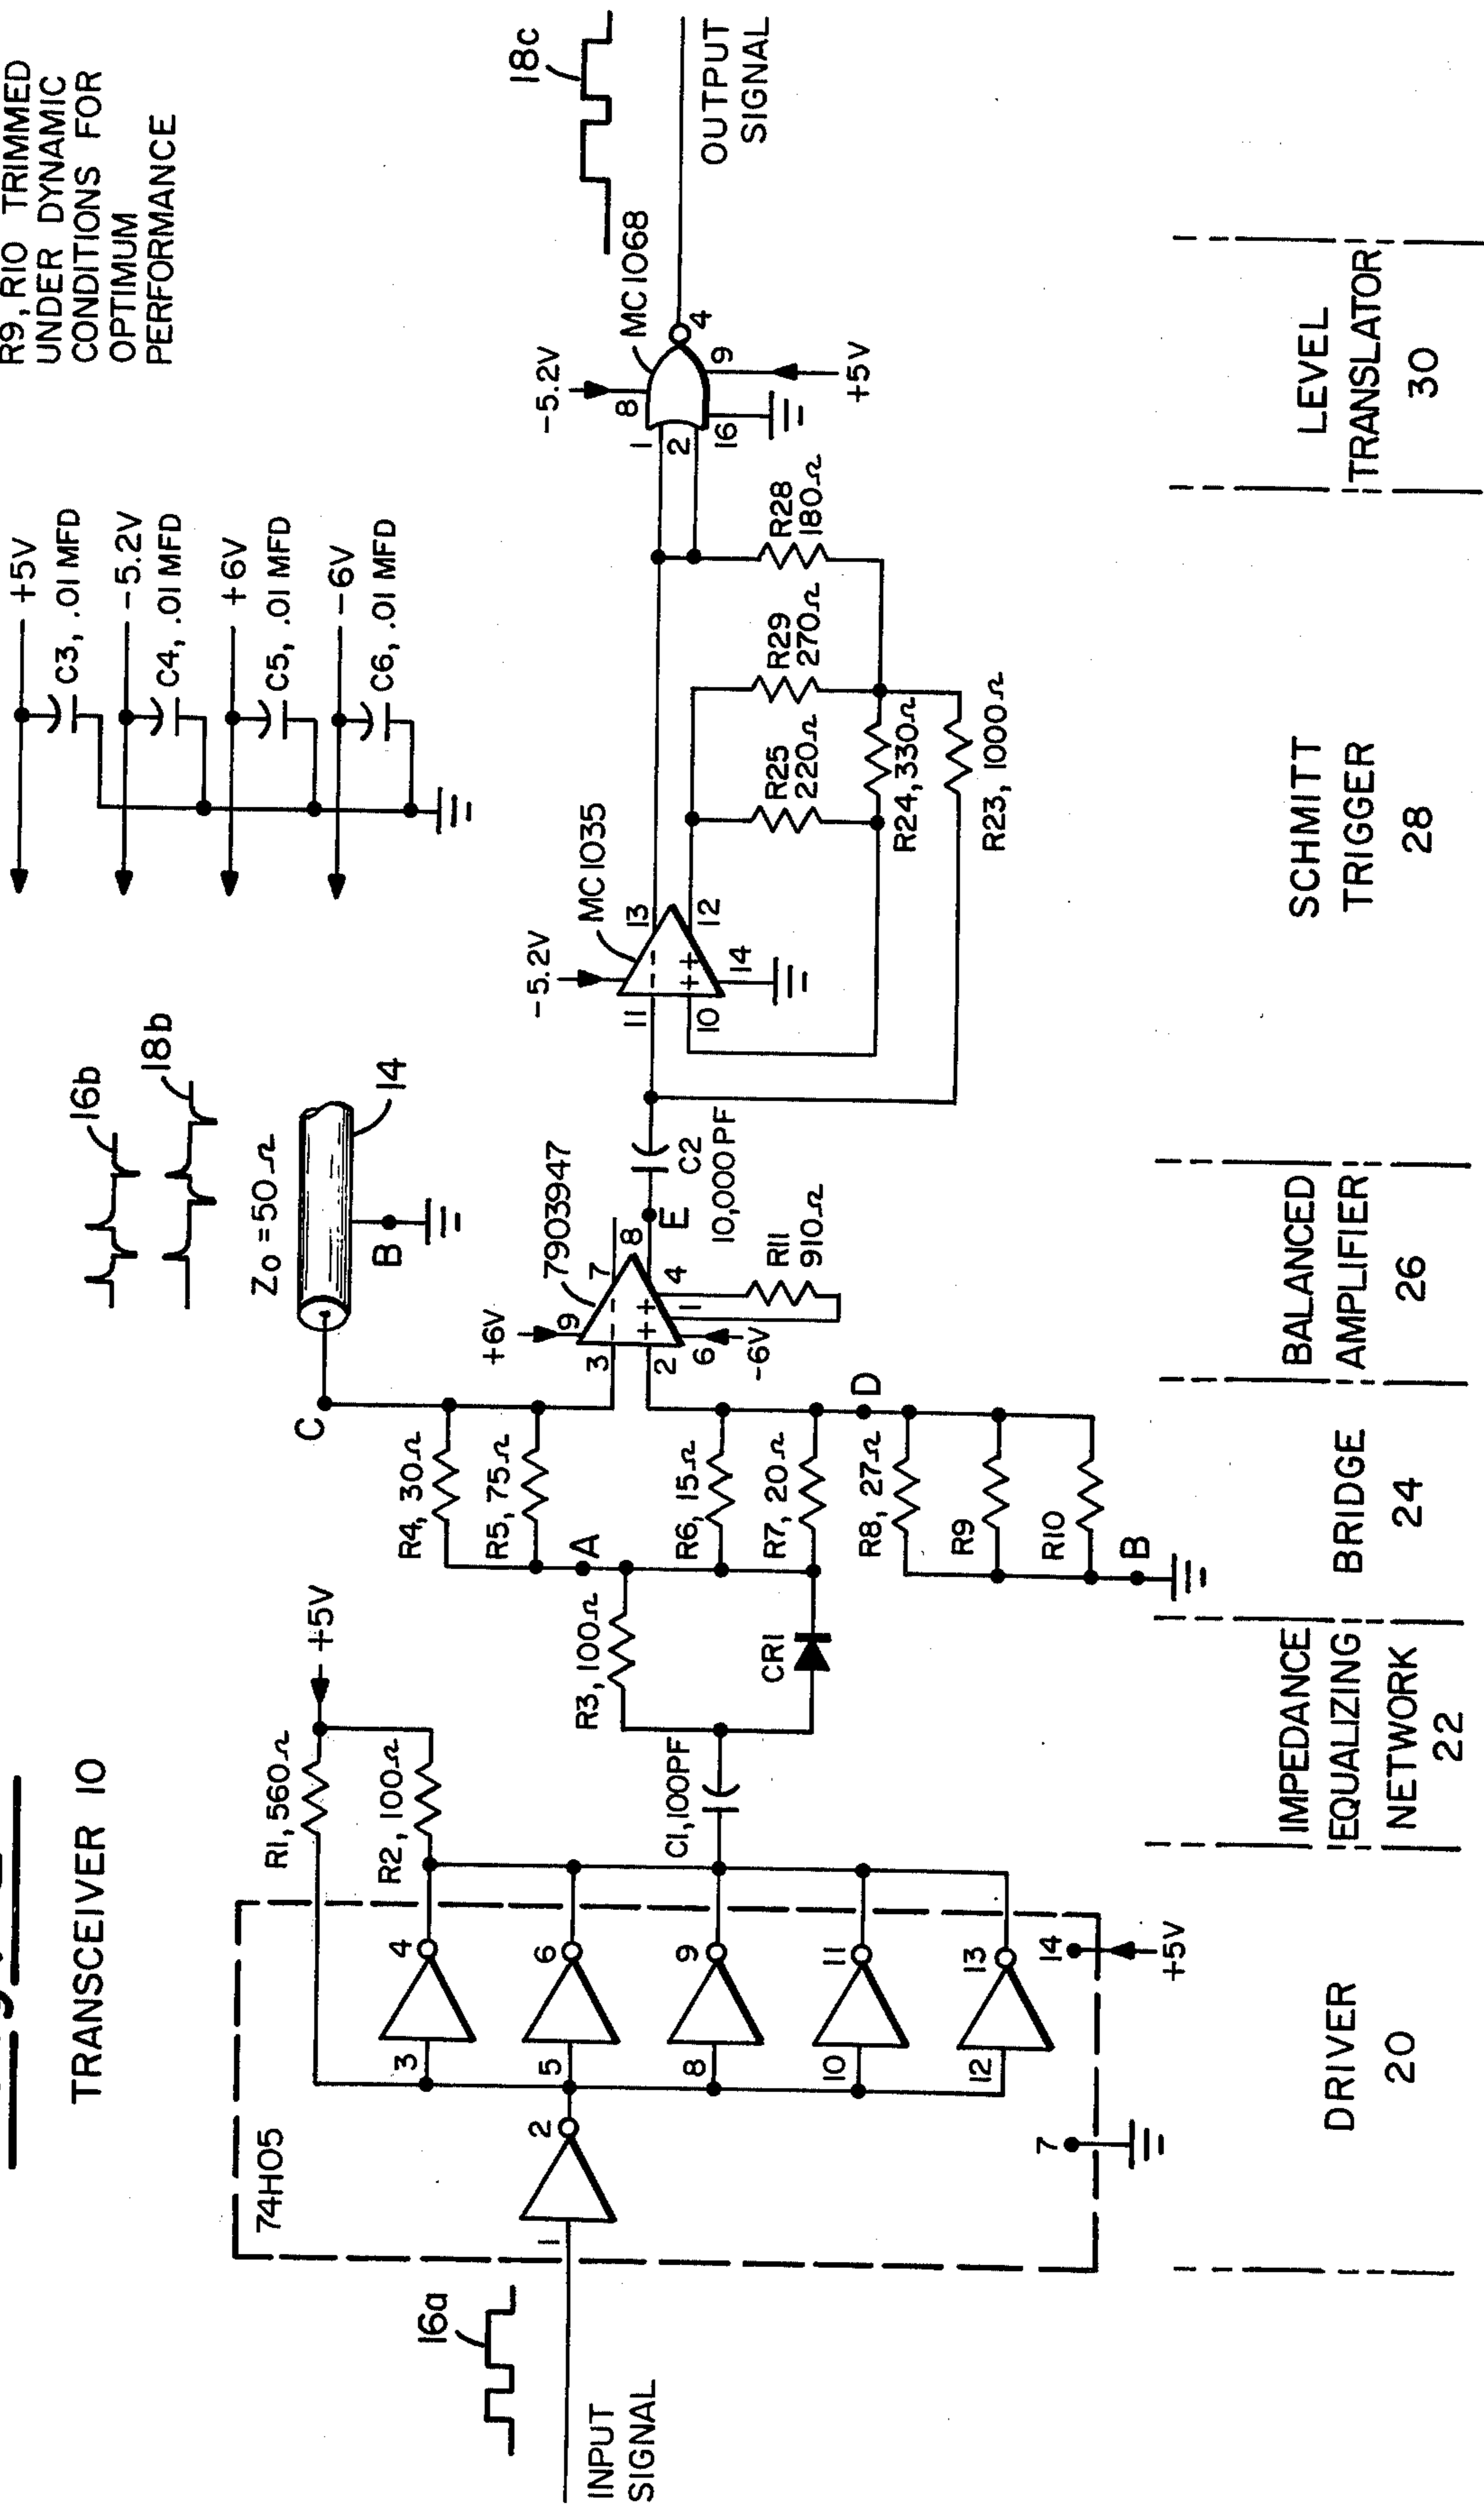 TRANSCEIVER 10
R9, R10 TRIMMED
UNDER DYNAMIC
CONDITIONS FOR
OPTIMUM
PERFORMANCE
+5V
C3, .01 MFD
-5.2V
C4, .01 MFD
+6V
C5, .01 MFD
-6V
C6, .01 MFD
16b
18b
Zo = 50Ω
14
B
C
16a
INPUT
SIGNAL
74H05
1
2
3
4
5
6
8
9
10
11
12
13
7
14
+5V
R1, 560Ω
R2, 100Ω
+5V
C1, 100PF
R3, 100Ω
CR1
A
R4, 30Ω
R5, 75Ω
R6, 15Ω
R7, 20Ω
R8, 27Ω
R9
R10
B
D
+6V
9
7903947
3
2
6
-6V
7
8
4
1
R11
910Ω
E
C2
10,000PF
-5.2V
MC1035
11
10
13
12
14
R25
220Ω
R29
270Ω
R28
180Ω
R24, 330Ω
R23, 1000Ω
-5.2V
MC1068
8
1
2
16
9
4
+5V
18c
OUTPUT
SIGNAL
DRIVER
20
IMPEDANCE
EQUALIZING
NETWORK
22
BRIDGE
24
BALANCED
AMPLIFIER
26
SCHMITT
TRIGGER
28
LEVEL
TRANSLATOR
30